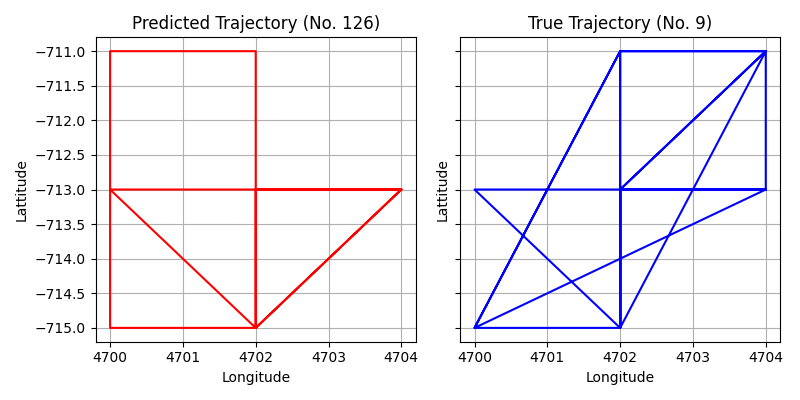 Predicted Trajectory (No. 126)
Lattitude
−711.0
−711.5
−712.0
−712.5
−713.0
−713.5
−714.0
−714.5
−715.0
4700 4701 4702 4703 4704
Longitude
True Trajectory (No. 9)
Lattitude
4700 4701 4702 4703 4704
Longitude